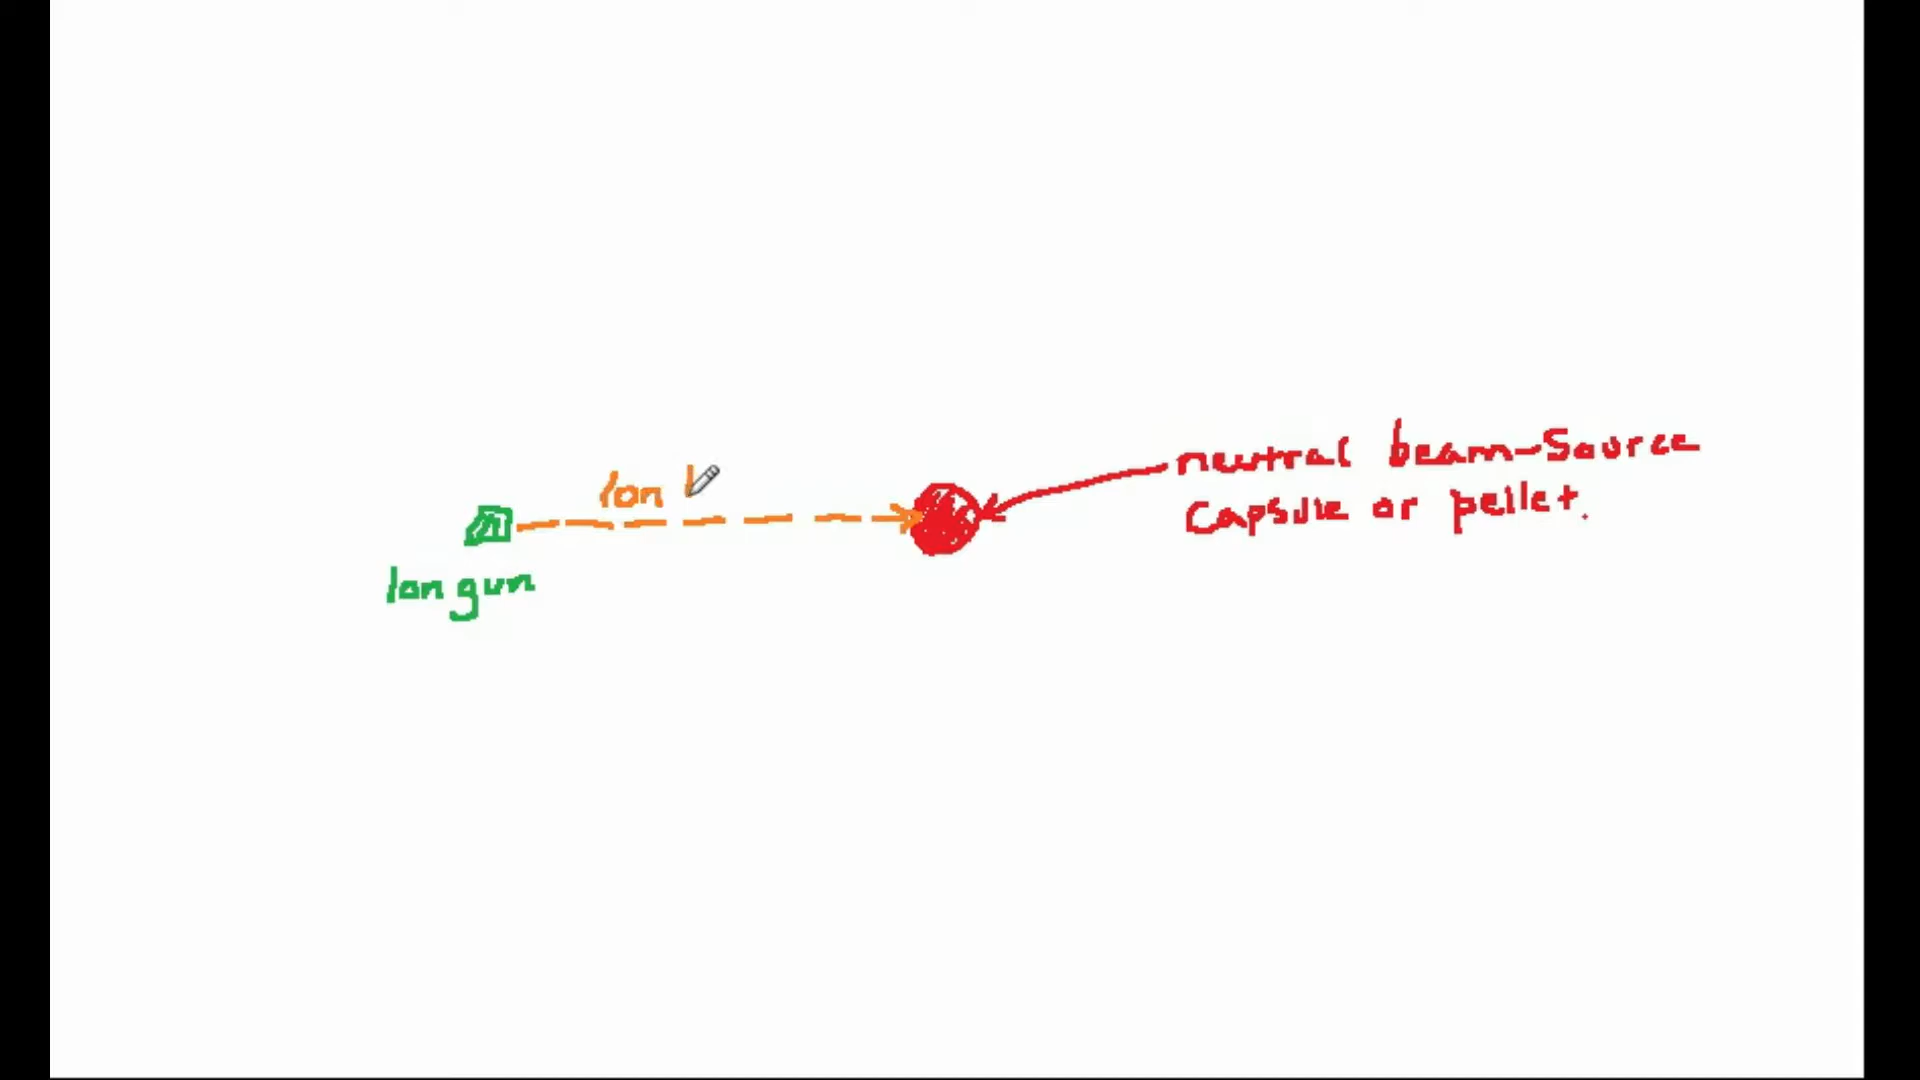 Ion b
neutral beam-source
capsule or pellet.
Ion gun